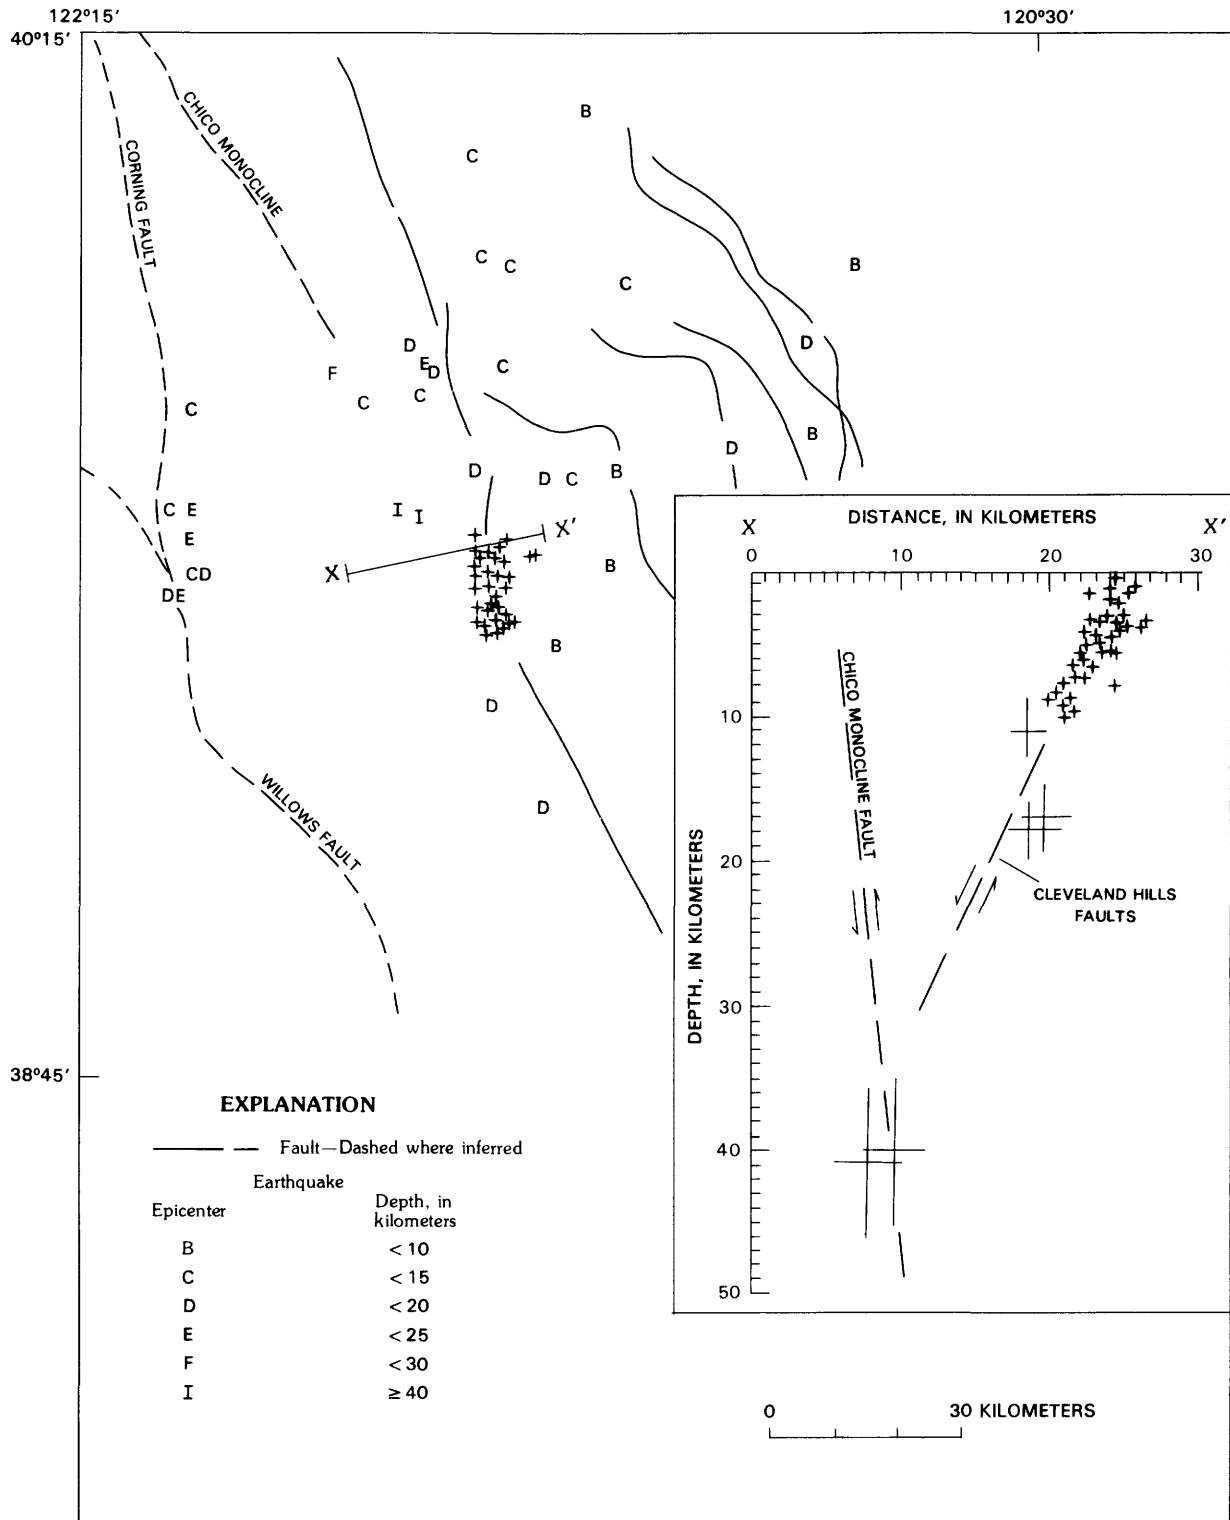 122°15′
120°30′
40°15′
CHICO MONOCLINE
CORNING FAULT
B
C
C
C
B
C
D
D
E
D
C
F
C
C
C
B
D
D
D
C
B
I
I
C
E
E
X
X′
B
CD
DE
B
D
D
WILLOWS FAULT
38°45′
X
DISTANCE, IN KILOMETERS
X′
0
10
20
30
CHICO MONOCLINE FAULT
DEPTH, IN KILOMETERS
10
20
30
40
50
CLEVELAND HILLS
FAULTS
EXPLANATION
Fault—Dashed where inferred
Earthquake
Epicenter
Depth, in
kilometers
B <10
C <15
D <20
E <25
F <30
I ≥40
0 30 KILOMETERS